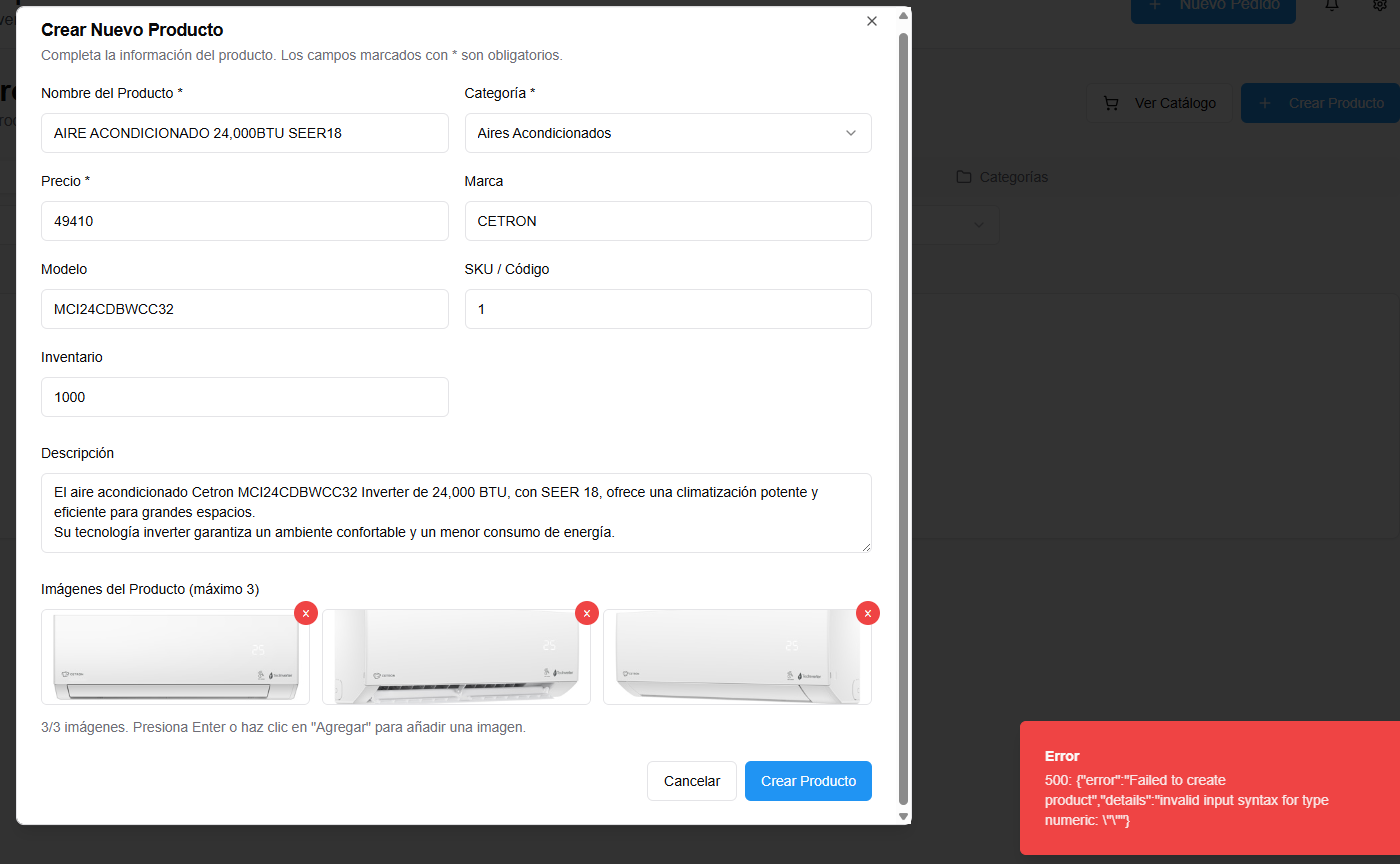 Nuevo Pedido
Crear Nuevo Producto
Completa la información del producto. Los campos marcados con * son obligatorios.
Nombre del Producto *
Categoría *
AIRE ACONDICIONADO 24,000BTU SEER18
Aires Acondicionados
Ver Catálogo
Crear Producto
Precio *
Marca
Categorías
49410
CETRON
Modelo
SKU / Código
MCI24CDBWCC32
1
Inventario
1000
Descripción
El aire acondicionado Cetron MCI24CDBWCC32 Inverter de 24,000 BTU, con SEER 18, ofrece una climatización potente y
eficiente para grandes espacios.
Su tecnología inverter garantiza un ambiente confortable y un menor consumo de energía.
Imágenes del Producto (máximo 3)
25
25
25
3/3 imágenes. Presiona Enter o haz clic en "Agregar" para añadir una imagen.
Cancelar
Crear Producto
Error
500: {"error":"Failed to create
product","details":"invalid input syntax for type
numeric: \"\""}